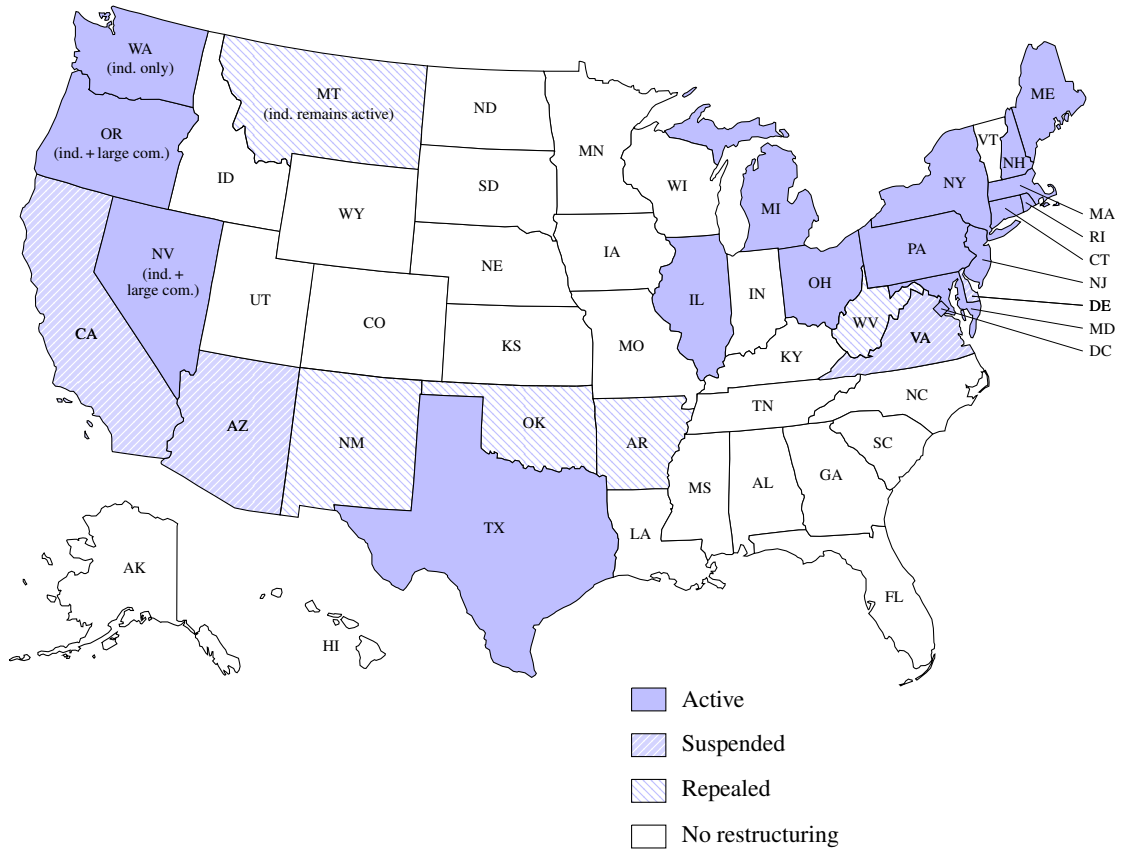 WA
(ind. only)
MT
(ind. remains active)
ND
MN
ME
VT
NH
OR
(ind. + large com.)
ID
SD
WI
NY
MI
MA
WY
RI
NV
(ind. +
large com.)
IA
PA
CT
NE
NJ
UT
IL
IN
OH
DE
CO
WV
MD
CA
VA
DC
KS
MO
KY
NC
TN
AZ
NM
OK
AR
SC
MS
AL
GA
TX
LA
AK
FL
HI
Active
Suspended
Repealed
No restructuring